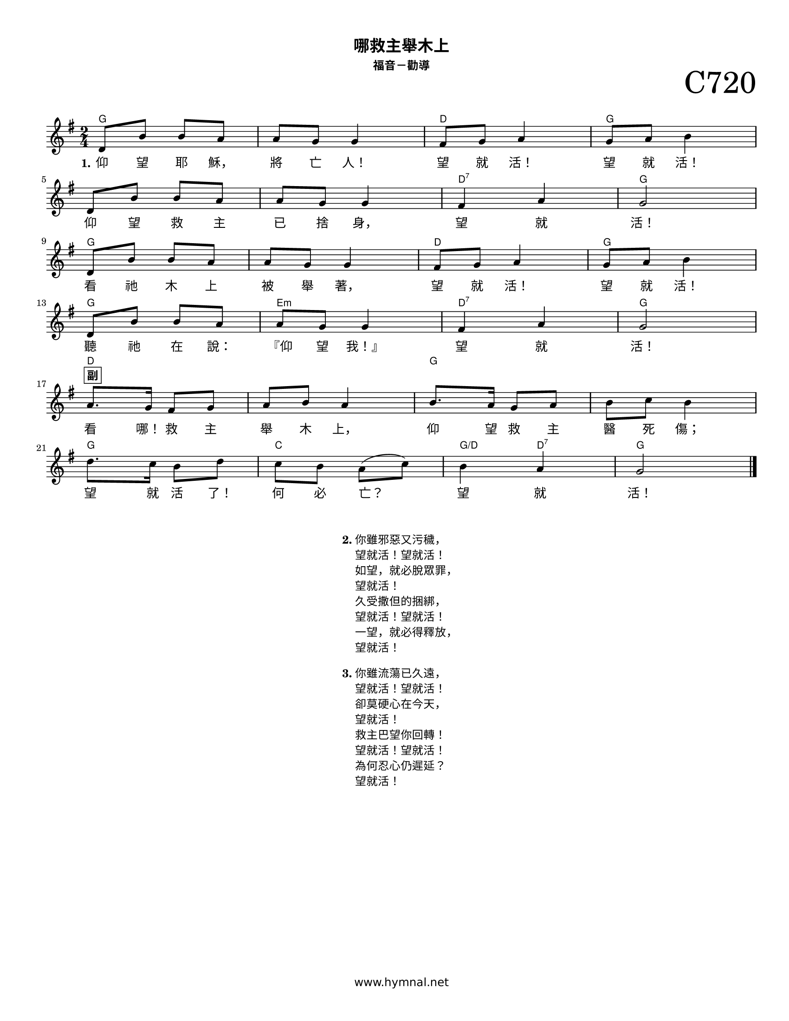 哪救主舉木上
福音－勸導
C720
G D G
1. 仰 望 耶 穌， 將 亡 人！ 望 就 活！ 望 就 活！
5 D7 G
仰 望 救 主 已 捨 身， 望 就 活！
9 G D G
看 祂 木 上 被 舉 著， 望 就 活！ 望 就 活！
13 G Em D7 G
聽 祂 在 說： 『仰 望 我！』 望 就 活！
D G
副
17
看 哪！救 主 舉 木 上， 仰 望 救 主 醫 死 傷；
21 G C G/D D7 G
望 就 活 了！ 何 必 亡？ 望 就 活！
2. 你雖邪惡又污穢，
望就活！望就活！
如望，就必脫眾罪，
望就活！
久受撒但的捆綁，
望就活！望就活！
一望，就必得釋放，
望就活！
3. 你雖流蕩已久遠，
望就活！望就活！
卻莫硬心在今天，
望就活！
救主巴望你回轉！
望就活！望就活！
為何忍心仍遲延？
望就活！
www.hymnal.net